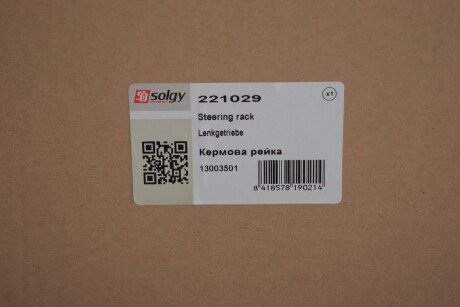 solgy
221029
x1
Steering rack
Lenkgetriebe
Кермова рейка
13003501
8 418578 190214